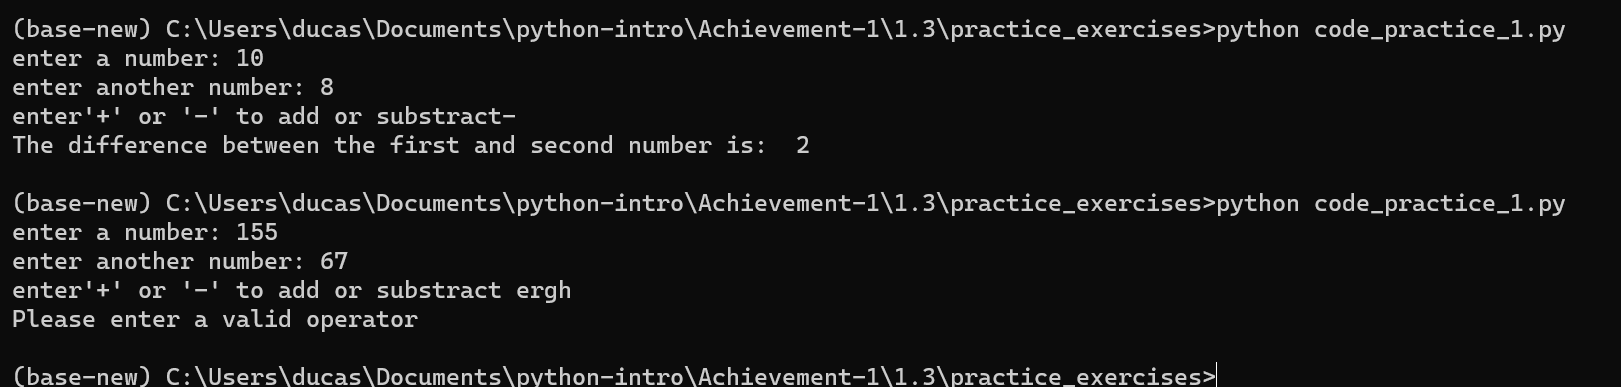 (base-new) C:\Users\ducas\Documents\python-intro\Achievement-1\1.3\practice_exercises>python code_practice_1.py
enter a number: 10
enter another number: 8
enter'+' or '-' to add or substract-
The difference between the first and second number is:  2
(base-new) C:\Users\ducas\Documents\python-intro\Achievement-1\1.3\practice_exercises>python code_practice_1.py
enter a number: 155
enter another number: 67
enter'+' or '-' to add or substract ergh
Please enter a valid operator
(base-new) C:\Users\ducas\Documents\python-intro\Achievement-1\1.3\practice_exercises>